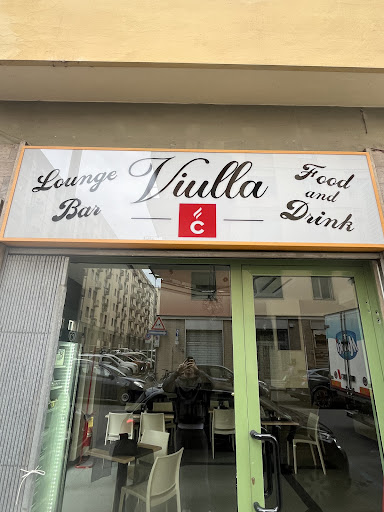 Lounge
Bar
Viulla
c
Food
and
Drink